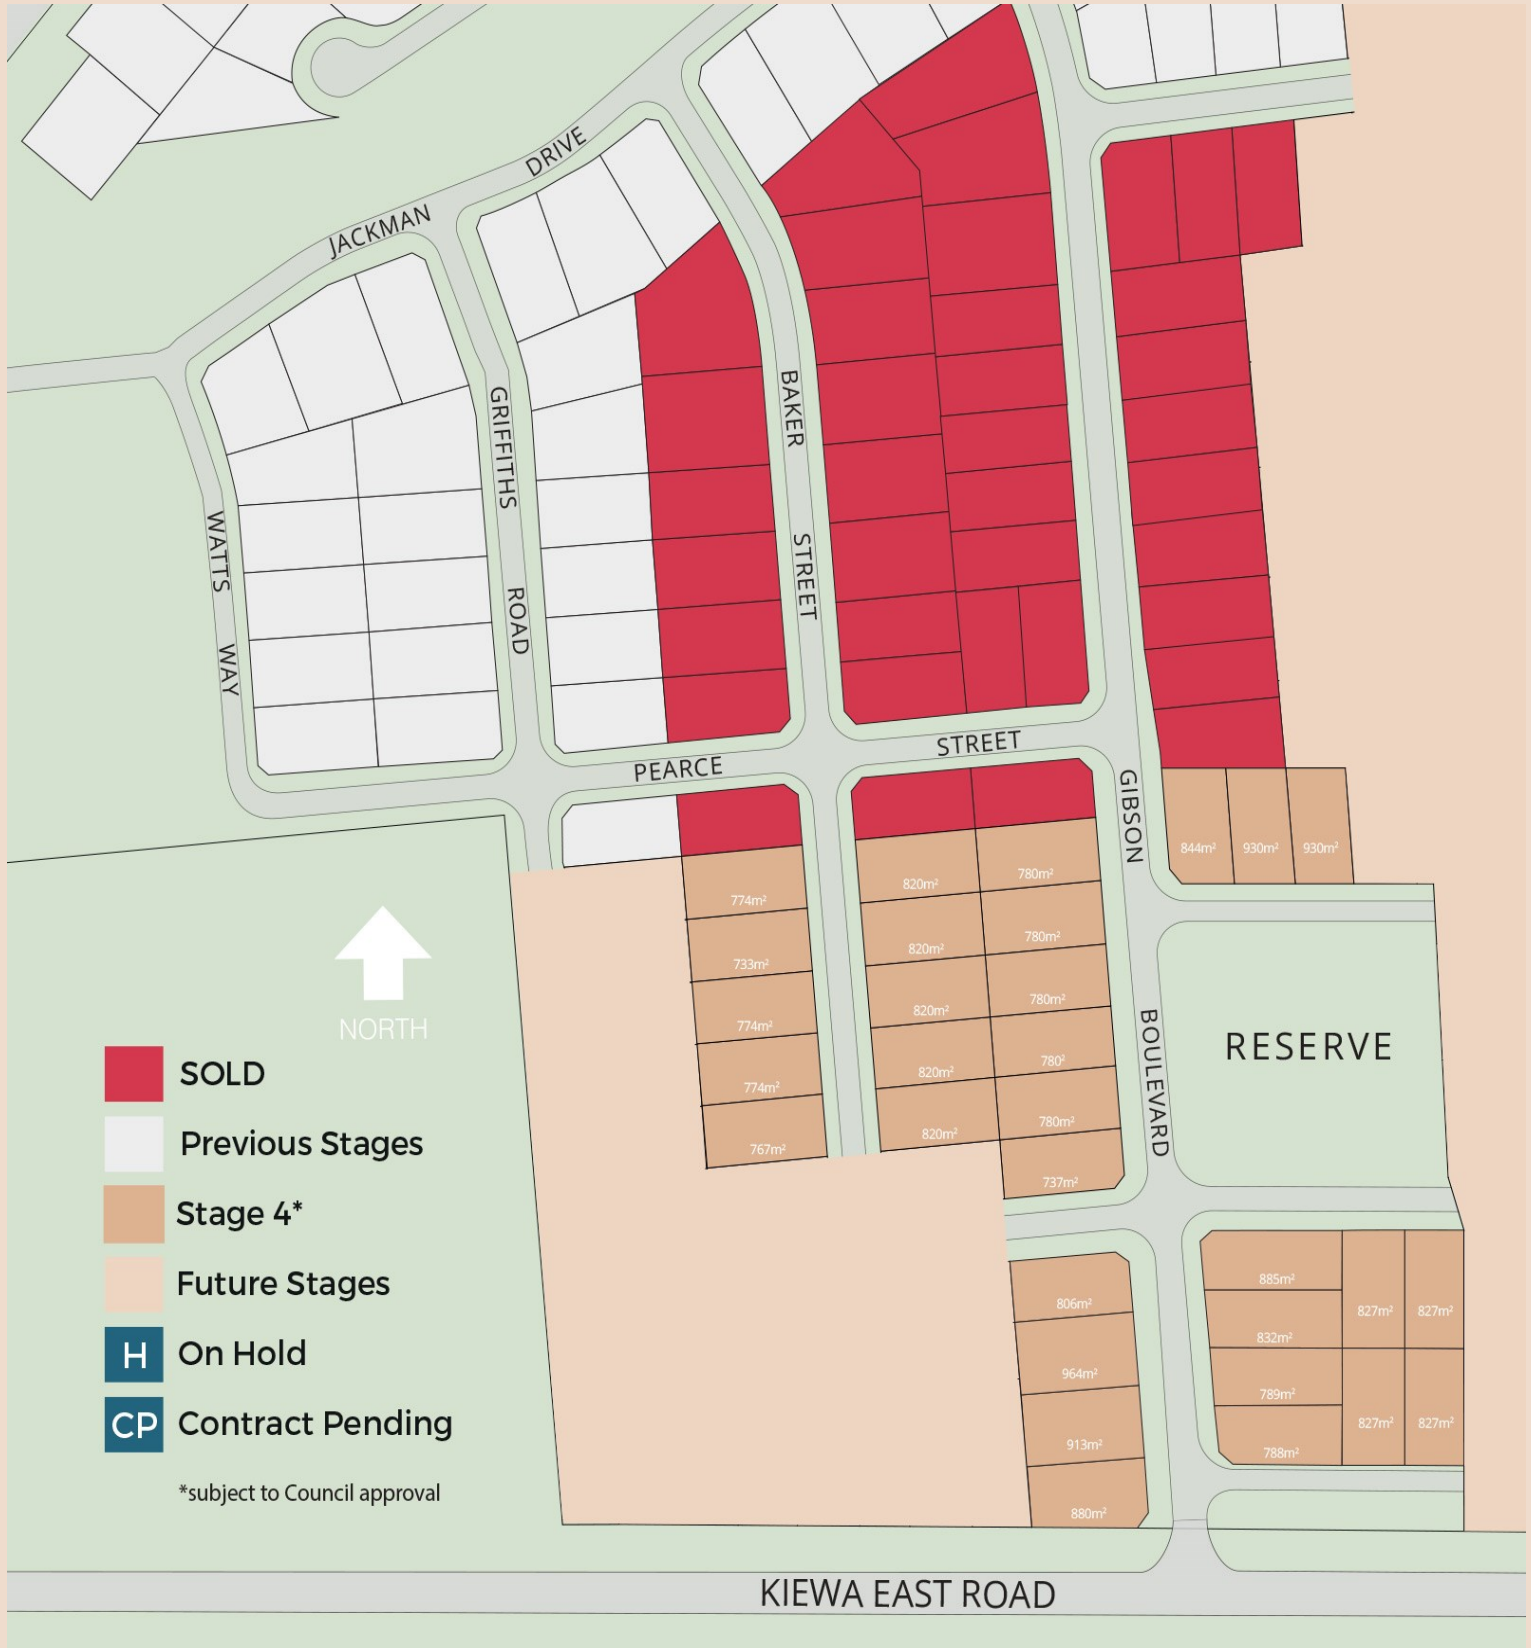 DRIVE
JACKMAN
GRIFFITHS
ROAD
BAKER
STREET
WATTS
WAY
STREET
PEARCE
GIBSON
BOULEVARD
844m²
930m²
930m²
774m²
733m²
774m²
774m²
767m²
820m²
820m²
820m²
820m²
820m²
780m²
780m²
780m²
780²
780m²
737m²
RESERVE
NORTH
SOLD
Previous Stages
Stage 4*
Future Stages
H On Hold
CP Contract Pending
*subject to Council approval
806m²
964m²
913m²
880m²
885m²
832m²
789m²
788m²
827m²
827m²
827m²
827m²
KIEWA EAST ROAD